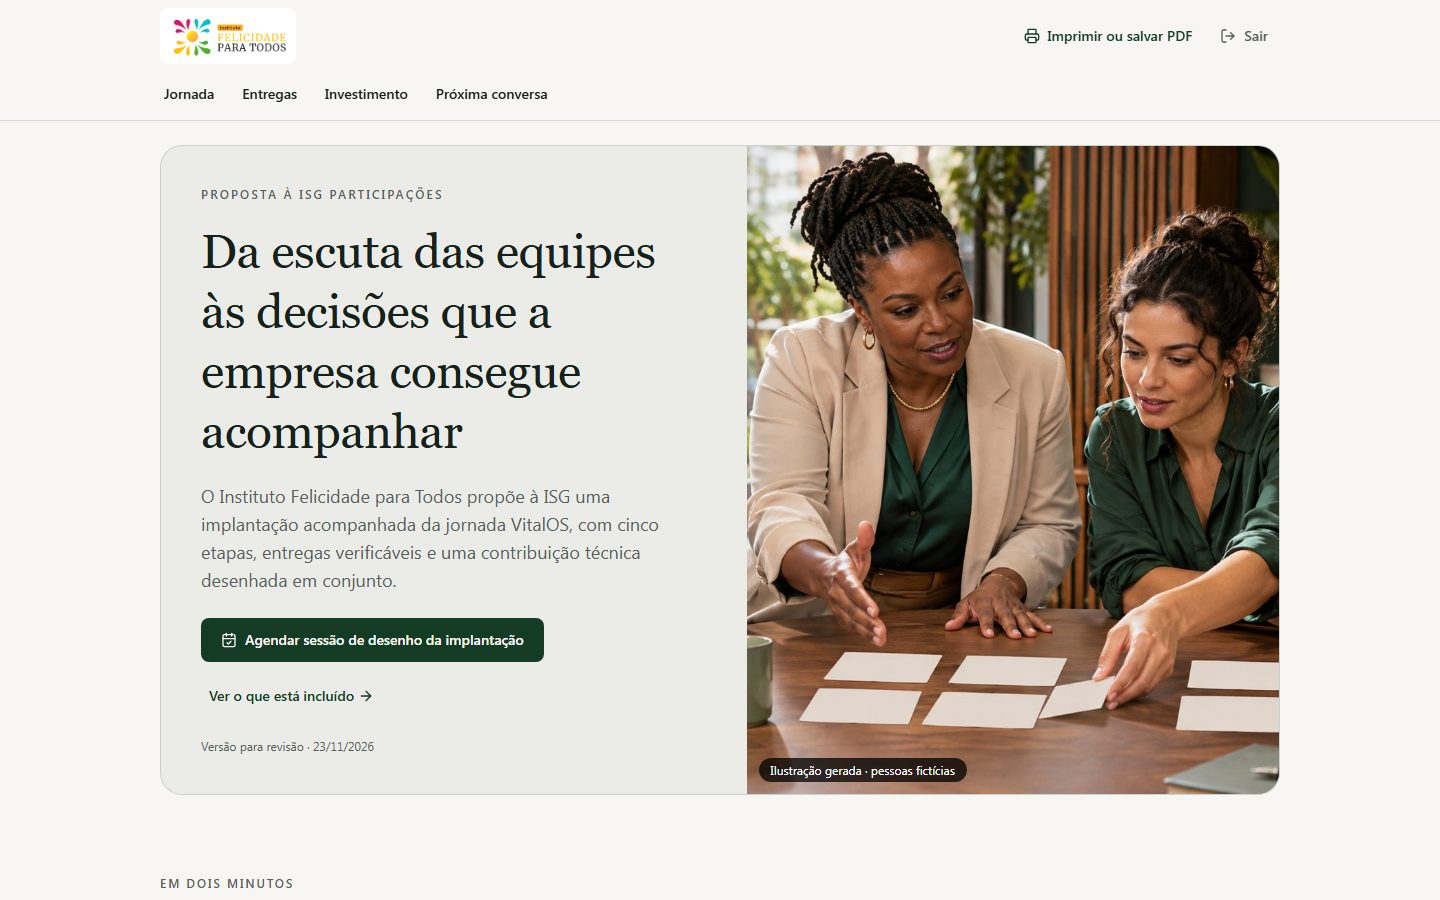 Instituto
FELICIDADE
PARA TODOS
Imprimir ou salvar PDF
Sair
Jornada
Entregas
Investimento
Próxima conversa
PROPOSTA À ISG PARTICIPAÇÕES
Da escuta das equipes
às decisões que a
empresa consegue
acompanhar
O Instituto Felicidade para Todos propõe à ISG uma
implantação acompanhada da jornada VitalOS, com cinco
etapas, entregas verificáveis e uma contribuição técnica
desenhada em conjunto.
Agendar sessão de desenho da implantação
Ver o que está incluído →
Versão para revisão · 23/11/2026
Ilustração gerada · pessoas fictícias
EM DOIS MINUTOS